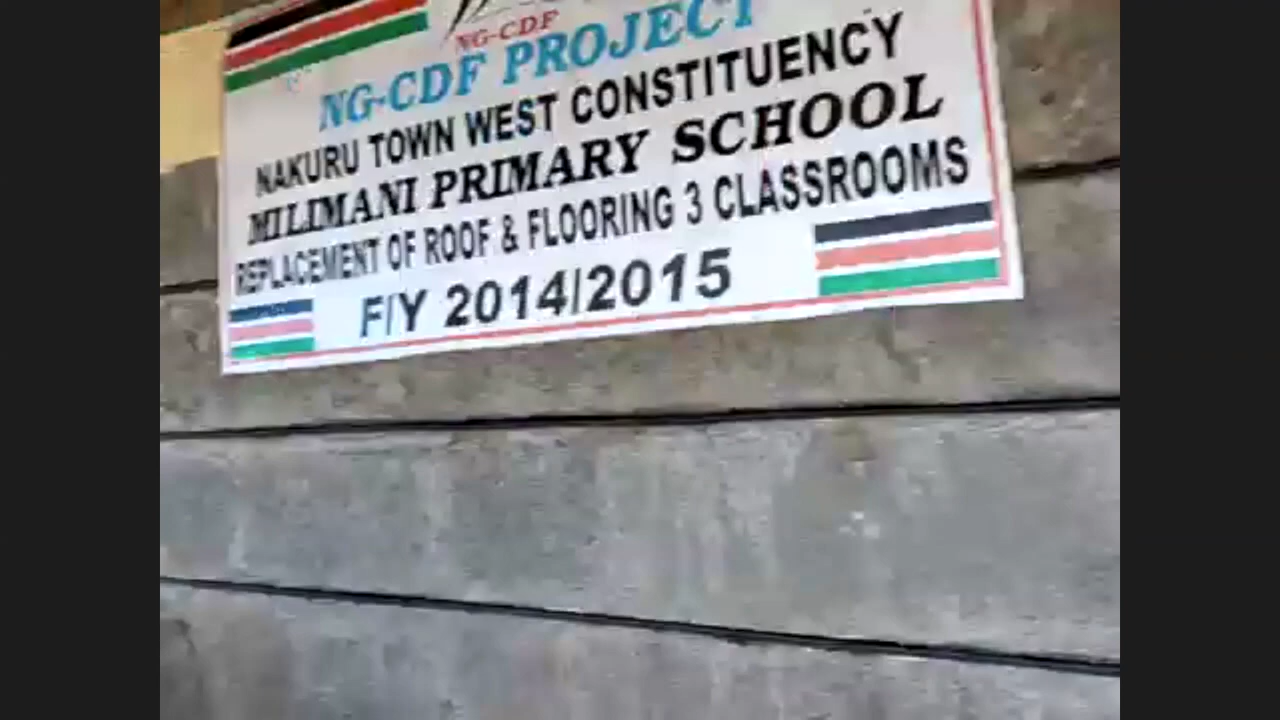 NG-CDF
NG-CDF PROJECT
NAKURU TOWN WEST CONSTITUENCY
MILIMANI PRIMARY SCHOOL
REPLACEMENT OF ROOF & FLOORING 3 CLASSROOMS
F/Y 2014/2015